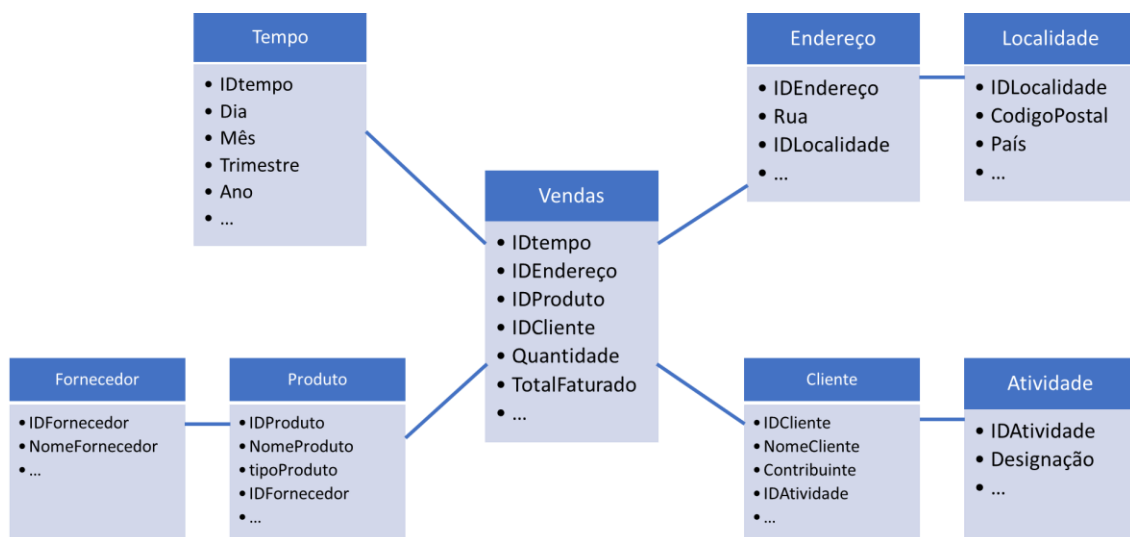 Tempo
• IDtempo
• Dia
• Mês
• Trimestre
• Ano
• ...
Endereço
• IDEndereço
• Rua
• IDLocalidade
• ...
Localidade
• IDLocalidade
• CodigoPostal
• País
• ...
Vendas
• IDtempo
• IDEndereço
• IDProduto
• IDCliente
• Quantidade
• TotalFaturado
• ...
Fornecedor
• IDFornecedor
• NomeFornecedor
• ...
Produto
• IDProduto
• NomeProduto
• tipoProduto
• IDFornecedor
• ...
Cliente
• IDCliente
• NomeCliente
• Contribuinte
• IDAtividade
• ...
Atividade
• IDAtividade
• Designação
• ...